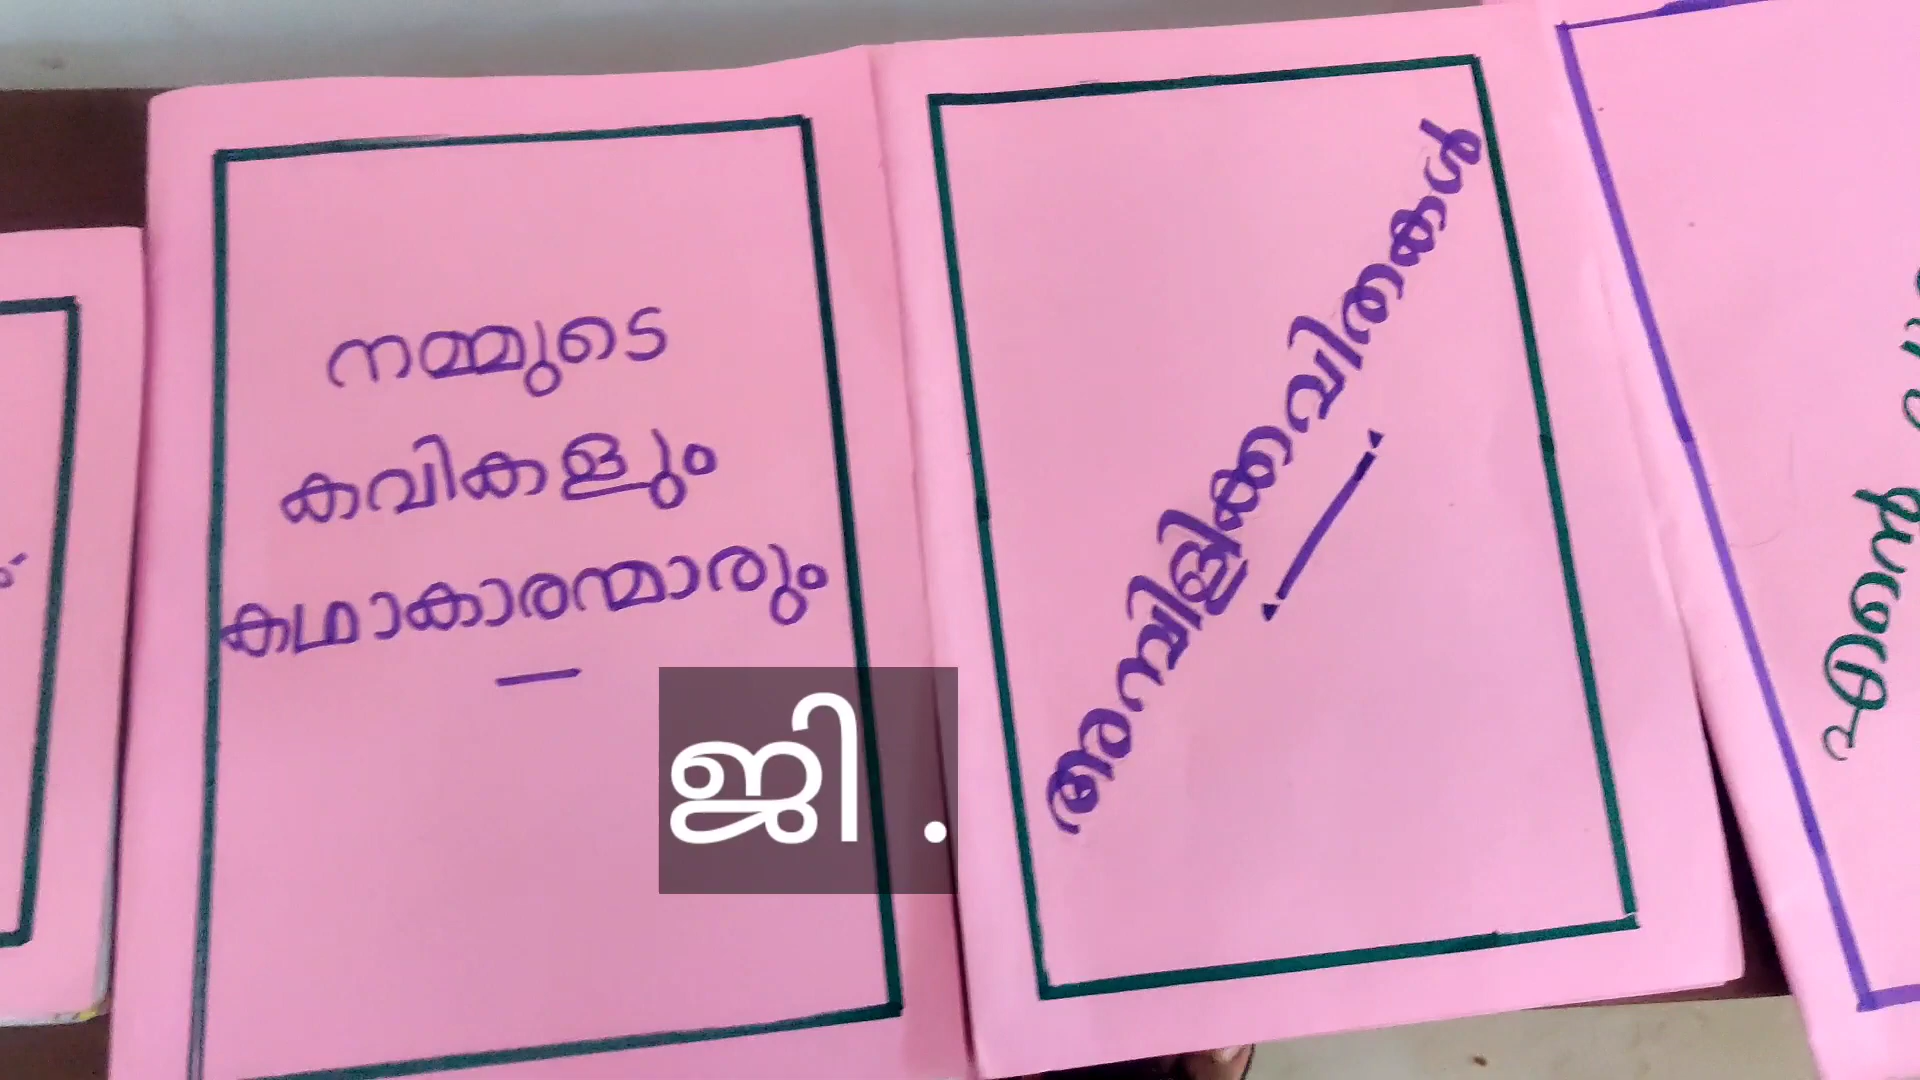 നമ്മുടെ
കവികളും
കഥാകാരന്മാരും
അമ്പിളിക്കവിതകൾ
ജി .